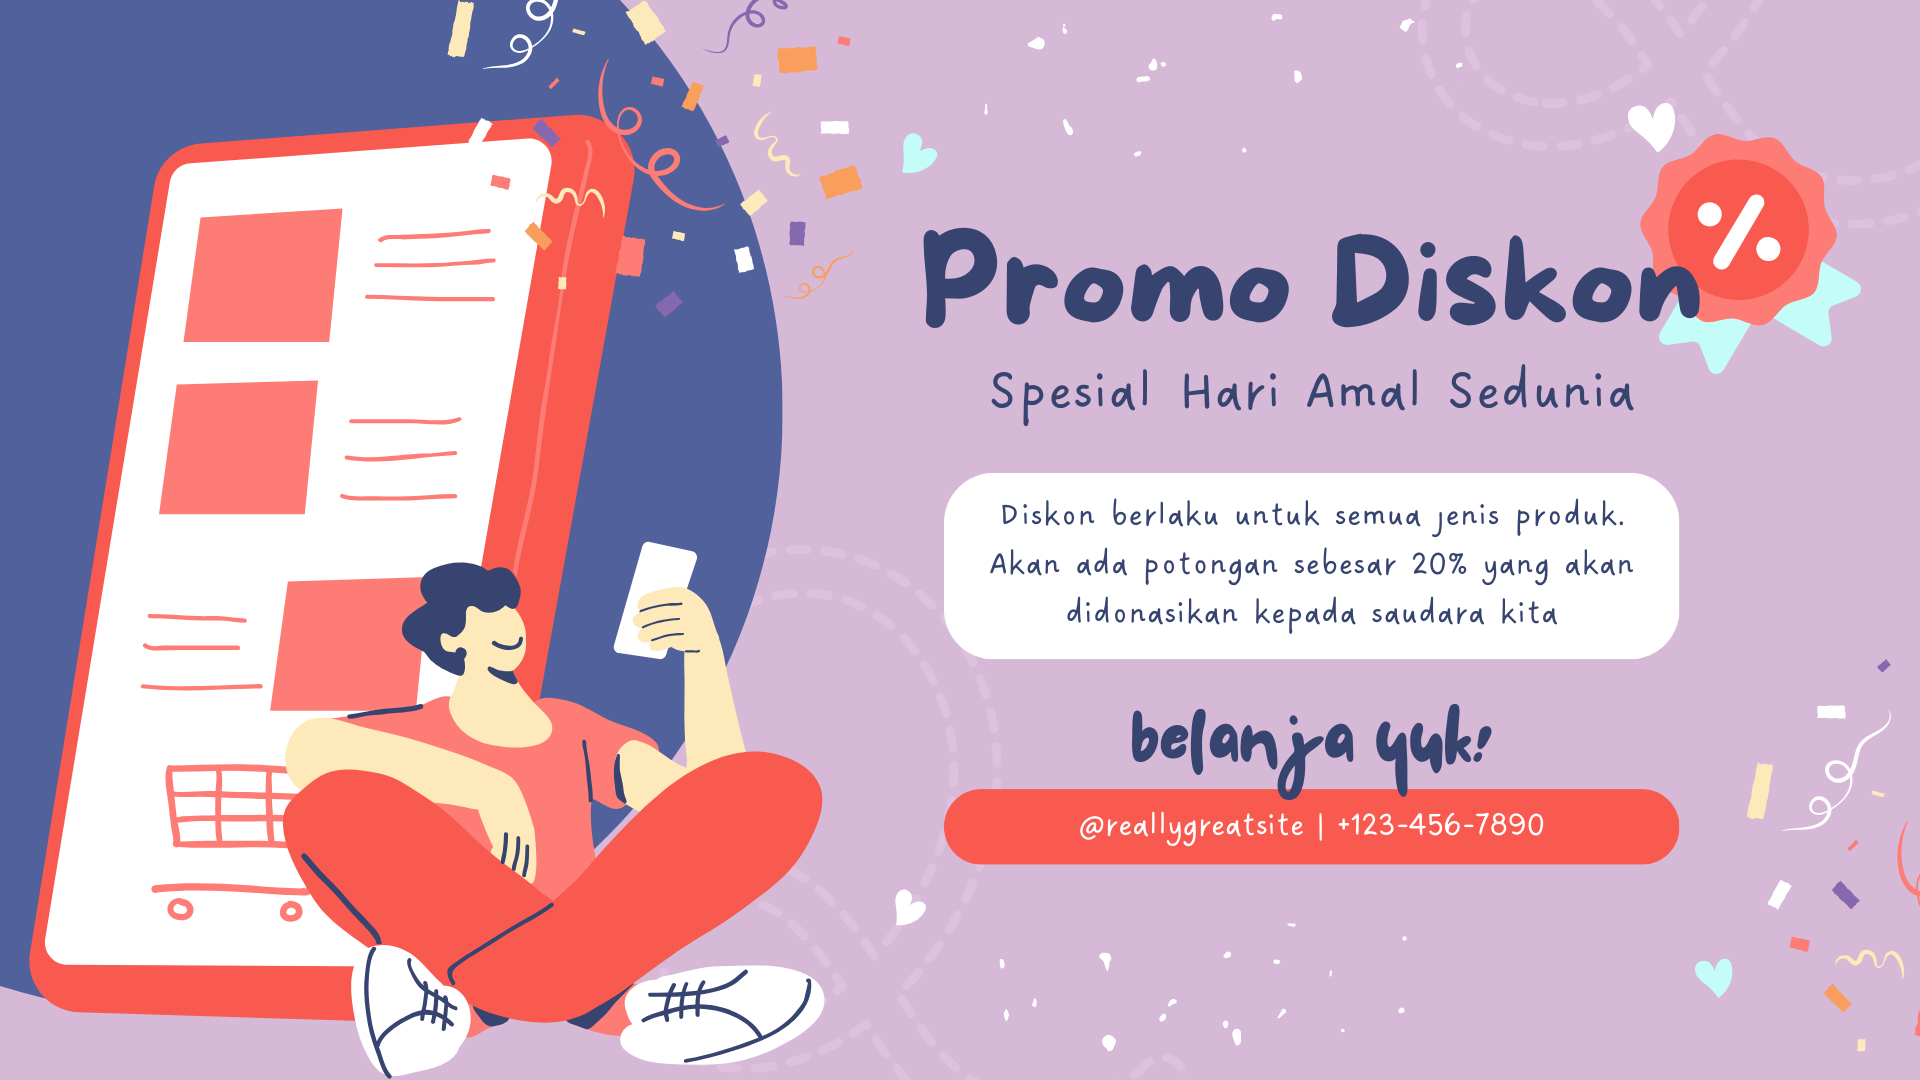 %
Promo Diskon
Spesial Hari Amal Sedunia
Diskon berlaku untuk semua jenis produk.
Akan ada potongan sebesar 20% yang akan
didonasikan kepada saudara kita
belanja yuk!
@reallygreatsite | +123-456-7890